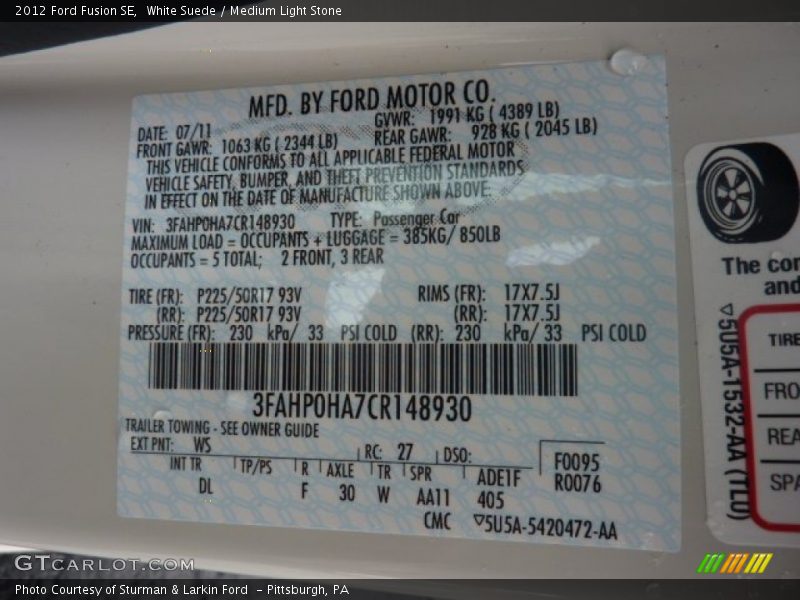 2012 Ford Fusion SE,  White Suede / Medium Light Stone
MFD. BY FORD MOTOR CO.
DATE: 07/11 GVWR: 1991 KG ( 4389 LB)
FRONT GAWR: 1063 KG ( 2344 LB) REAR GAWR: 928 KG ( 2045 LB)
THIS VEHICLE CONFORMS TO ALL APPLICABLE FEDERAL MOTOR
VEHICLE SAFETY, BUMPER, AND THEFT PREVENTION STANDARDS
IN EFFECT ON THE DATE OF MANUFACTURE SHOWN ABOVE.
VIN: 3FAHP0HA7CR148930 TYPE: Passenger Car
MAXIMUM LOAD = OCCUPANTS + LUGGAGE = 385KG/ 850LB
OCCUPANTS = 5 TOTAL; 2 FRONT, 3 REAR
TIRE (FR): P225/50R17 93V RIMS (FR): 17X7.5J
(RR): P225/50R17 93V (RR): 17X7.5J
PRESSURE (FR): 230 kPa/ 33 PSI COLD (RR): 230 kPa/ 33 PSI COLD
3FAHP0HA7CR148930
TRAILER TOWING - SEE OWNER GUIDE
EXT PNT: WS RC: 27 DSO: F0095
INT TR TP/PS R AXLE TR SPR ADE1F R0076
DL F 30 W AA11 405
CMC ▽5U5A-5420472-AA
The con
and
TIRE
FRO
REA
SPA
▽5U5A-1532-AA (TL0)
GTCARLOT.COM
Photo Courtesy of Sturman & Larkin Ford  - Pittsburgh, PA